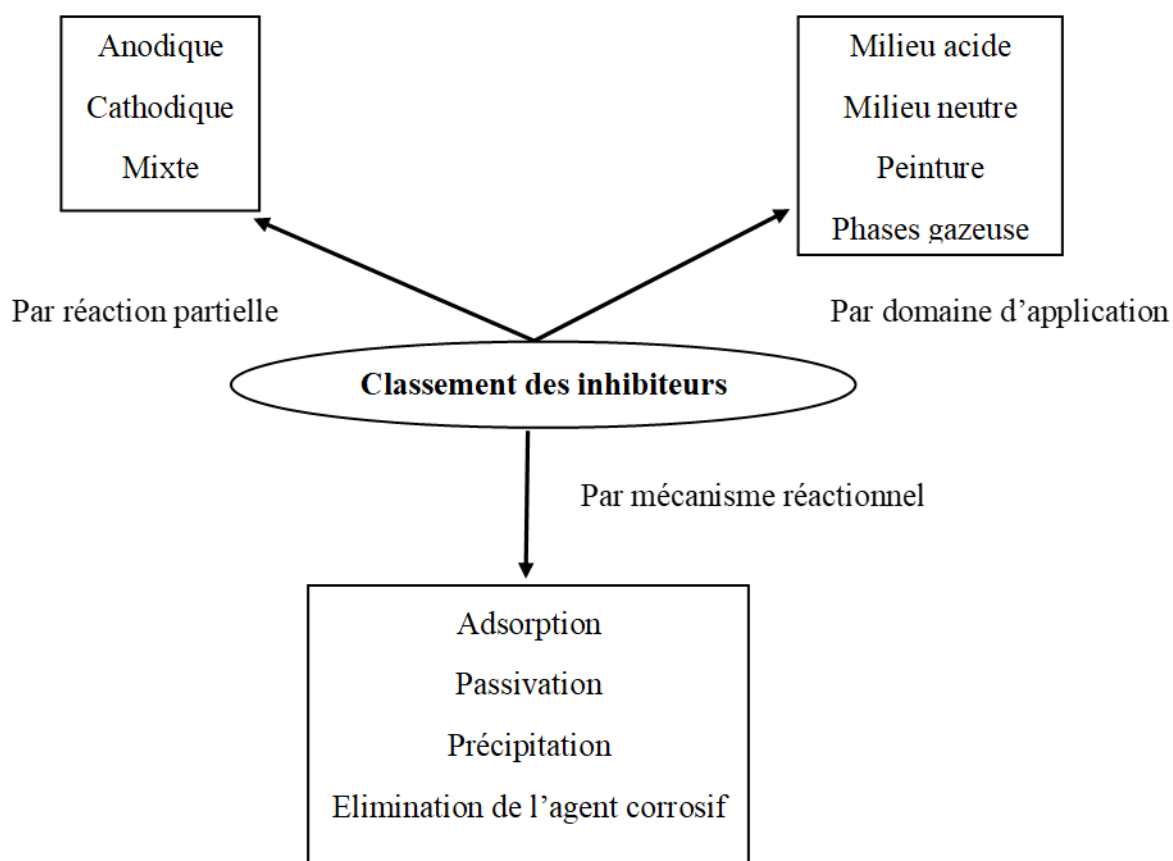 Anodique
Cathodique
Mixte
Milieu acide
Milieu neutre
Peinture
Phases gazeuse
Par réaction partielle
Par domaine d’application
Classement des inhibiteurs
Par mécanisme réactionnel
Adsorption
Passivation
Précipitation
Elimination de l’agent corrosif